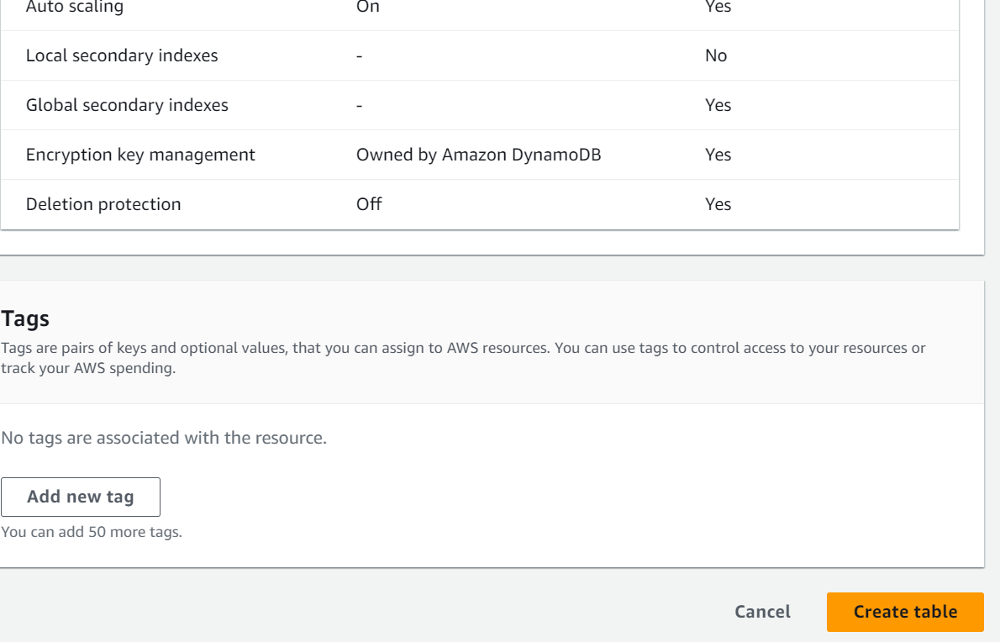 Auto scaling On Yes
Local secondary indexes - No
Global secondary indexes - Yes
Encryption key management Owned by Amazon DynamoDB Yes
Deletion protection Off Yes
Tags
Tags are pairs of keys and optional values, that you can assign to AWS resources. You can use tags to control access to your resources or
track your AWS spending.
No tags are associated with the resource.
Add new tag
You can add 50 more tags.
Cancel Create table